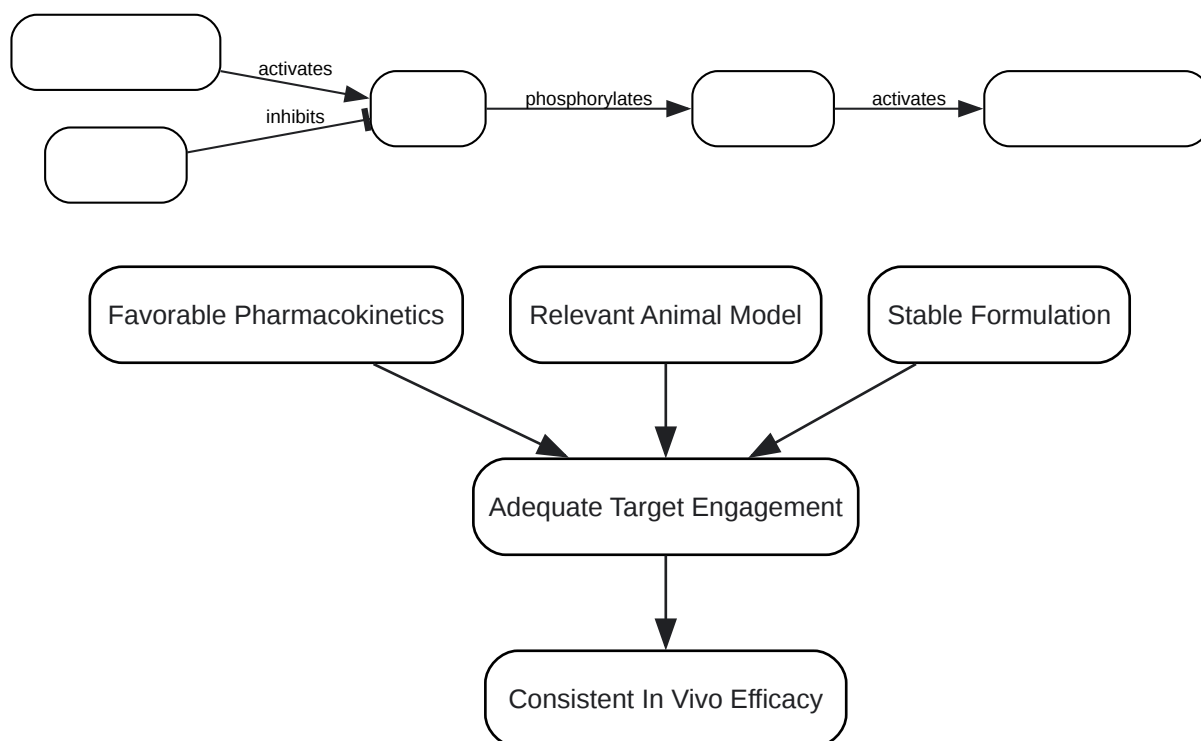 activates
inhibits
phosphorylates
activates
Favorable Pharmacokinetics
Relevant Animal Model
Stable Formulation
Adequate Target Engagement
Consistent In Vivo Efficacy